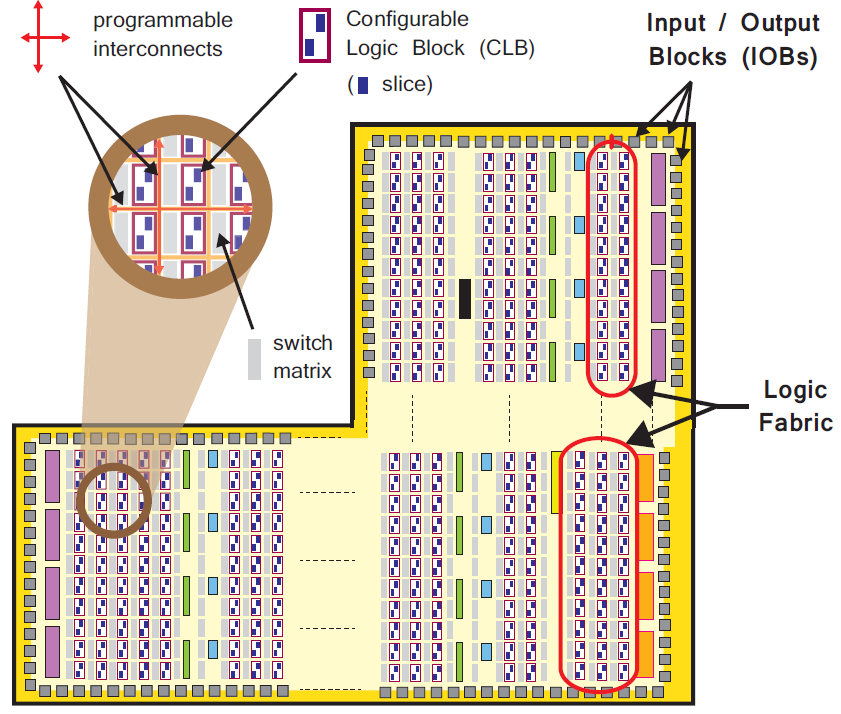 programmable
interconnects
Configurable
Logic Block (CLB)
( slice)
Input / Output
Blocks (IOBs)
switch
matrix
Logic
Fabric